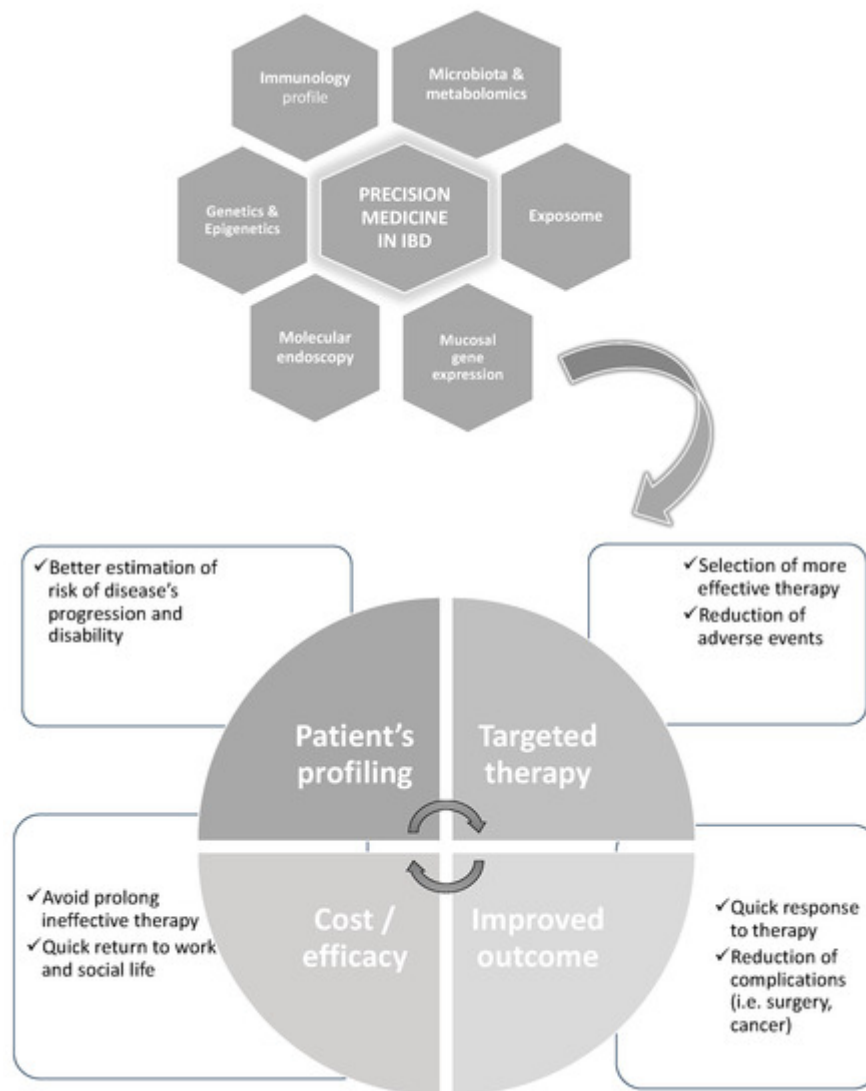 Immunology
profile
Microbiota &
metabolomics
Genetics &
Epigenetics
PRECISION
MEDICINE
IN IBD
Exposome
Molecular
endoscopy
Mucosal
gene
expression
✓Better estimation of
risk of disease's
progression and
disability
✓Selection of more
effective therapy
✓Reduction of
adverse events
Patient's
profiling
Targeted
therapy
✓Avoid prolong
ineffective therapy
✓Quick return to work
and social life
Cost /
efficacy
Improved
outcome
✓Quick response
to therapy
✓Reduction of
complications
(i.e. surgery,
cancer)